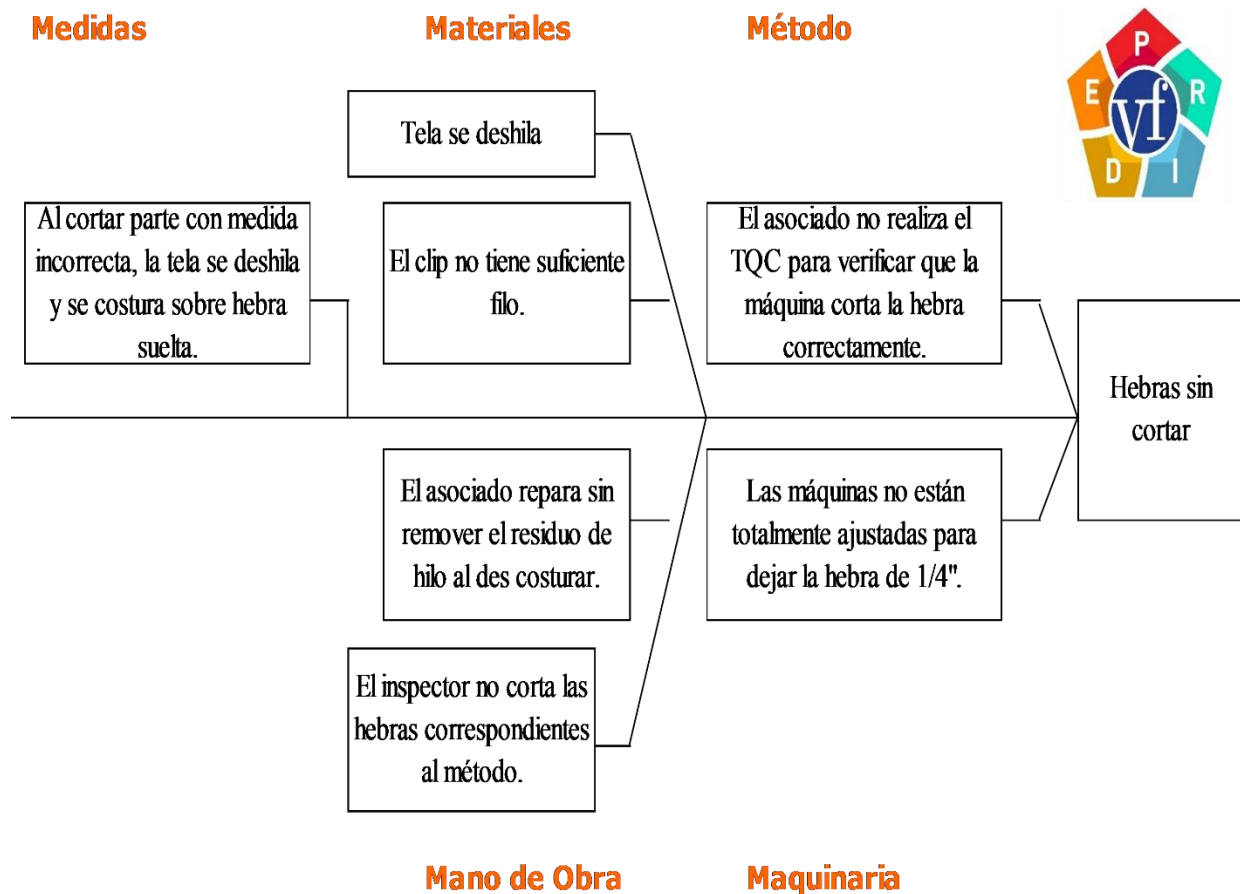 Medidas
Materiales
Método
P
E
R
vf
D
I
Tela se deshila
Al cortar parte con medida
incorrecta, la tela se deshila
y se costura sobre hebra
suelta.
El clip no tiene suficiente
filo.
El asociado no realiza el
TQC para verificar que la
máquina corta la hebra
correctamente.
Hebras sin
cortar
El asociado repara sin
remover el residuo de
hilo al des costurar.
Las máquinas no están
totalmente ajustadas para
dejar la hebra de 1/4".
El inspector no corta las
hebras correspondientes
al método.
Mano de Obra
Maquinaria